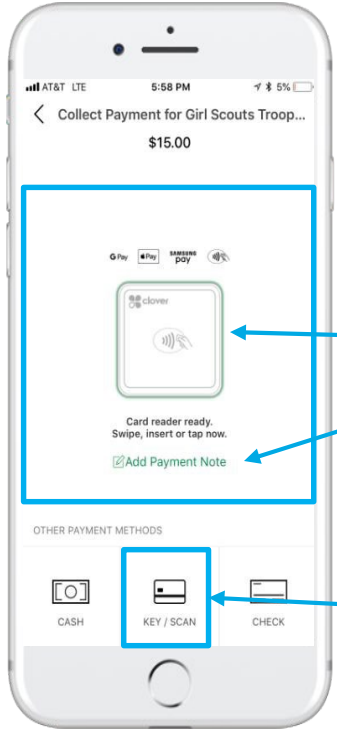 AT&T LTE 5:58 PM 5%
Collect Payment for Girl Scouts Troop...
$15.00
G Pay Pay SAMSUNG pay
clover
Card reader ready.
Swipe, insert or tap now.
Add Payment Note
OTHER PAYMENT METHODS
CASH KEY / SCAN CHECK